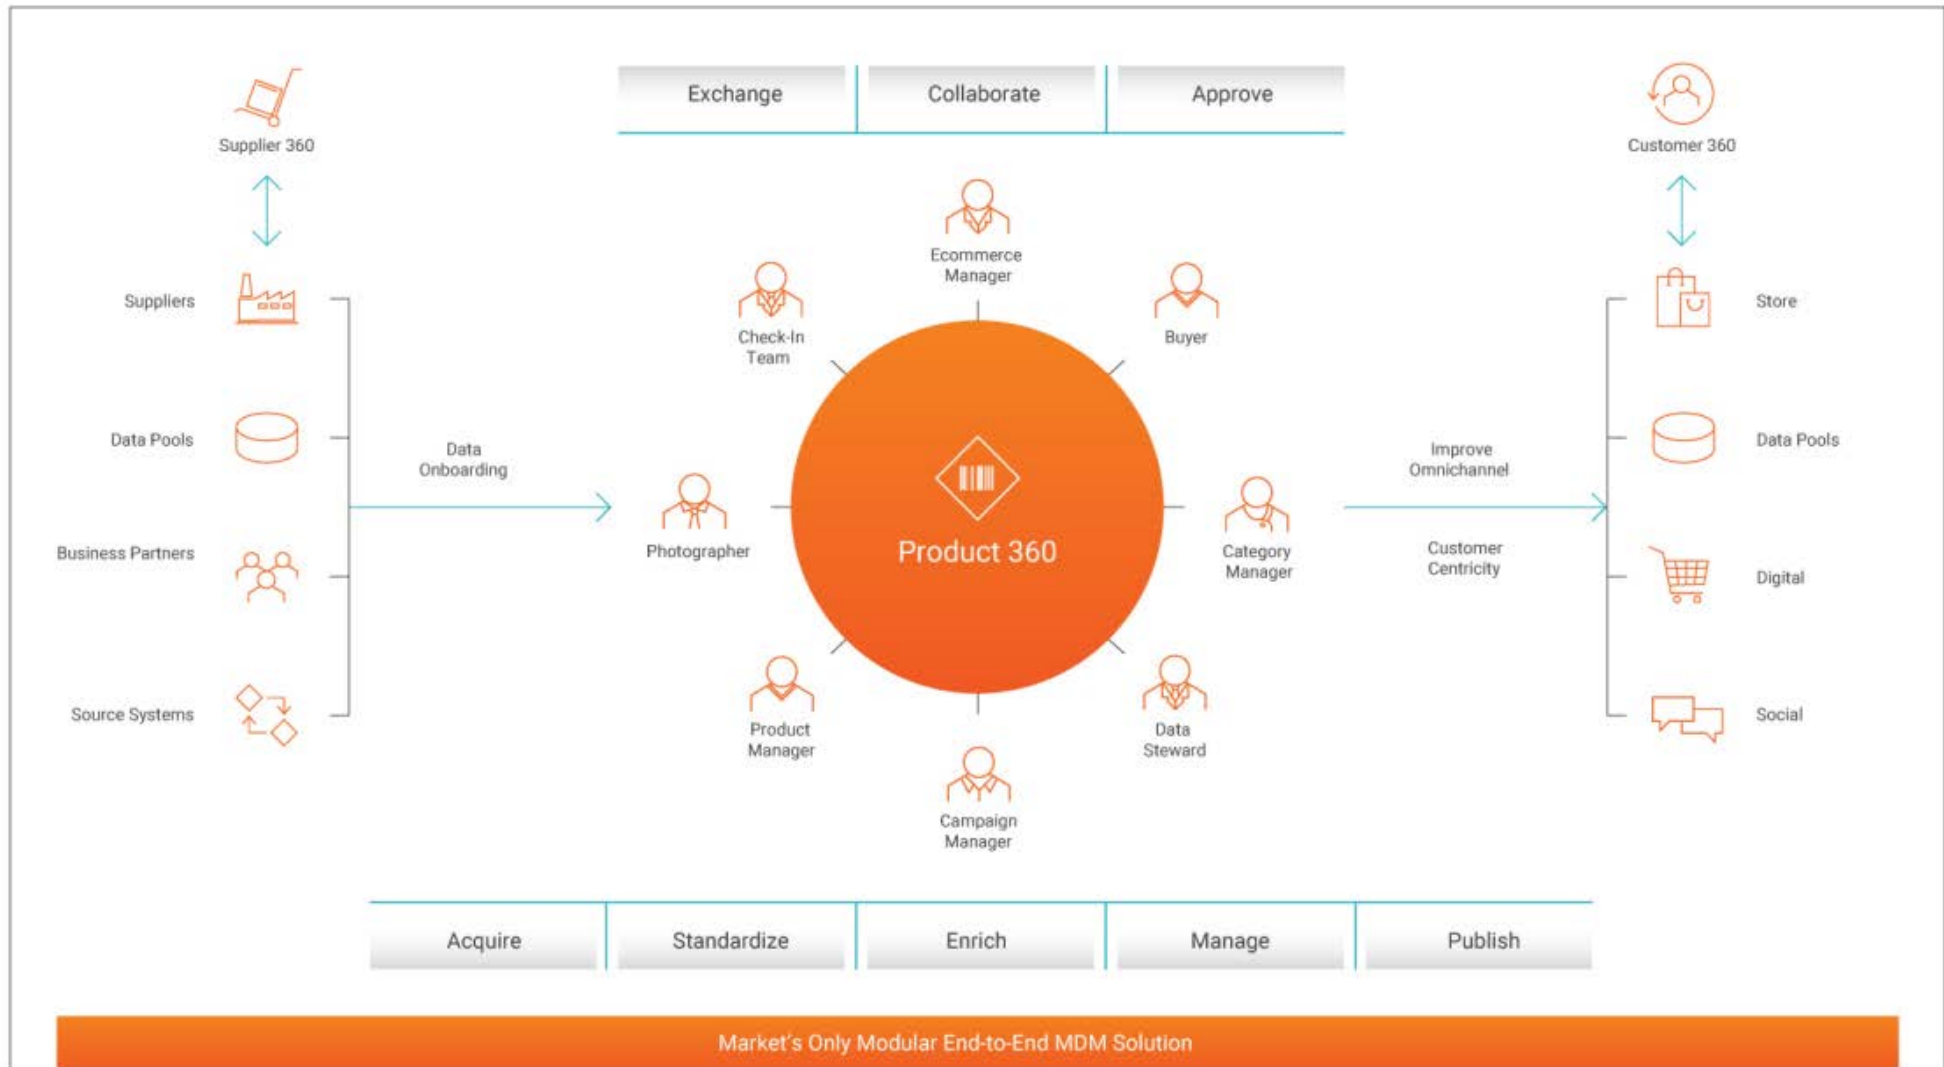 Exchange
Collaborate
Approve
Supplier 360
Customer 360
Ecommerce
Manager
Check-In
Team
Buyer
Suppliers
Store
Data Pools
Data
Onboarding
Improve
Omnichannel
Data Pools
Business Partners
Photographer
Product 360
Category
Manager
Customer
Centricity
Digital
Source Systems
Product
Manager
Data
Steward
Social
Campaign
Manager
Acquire
Standardize
Enrich
Manage
Publish
Market's Only Modular End-to-End MDM Solution